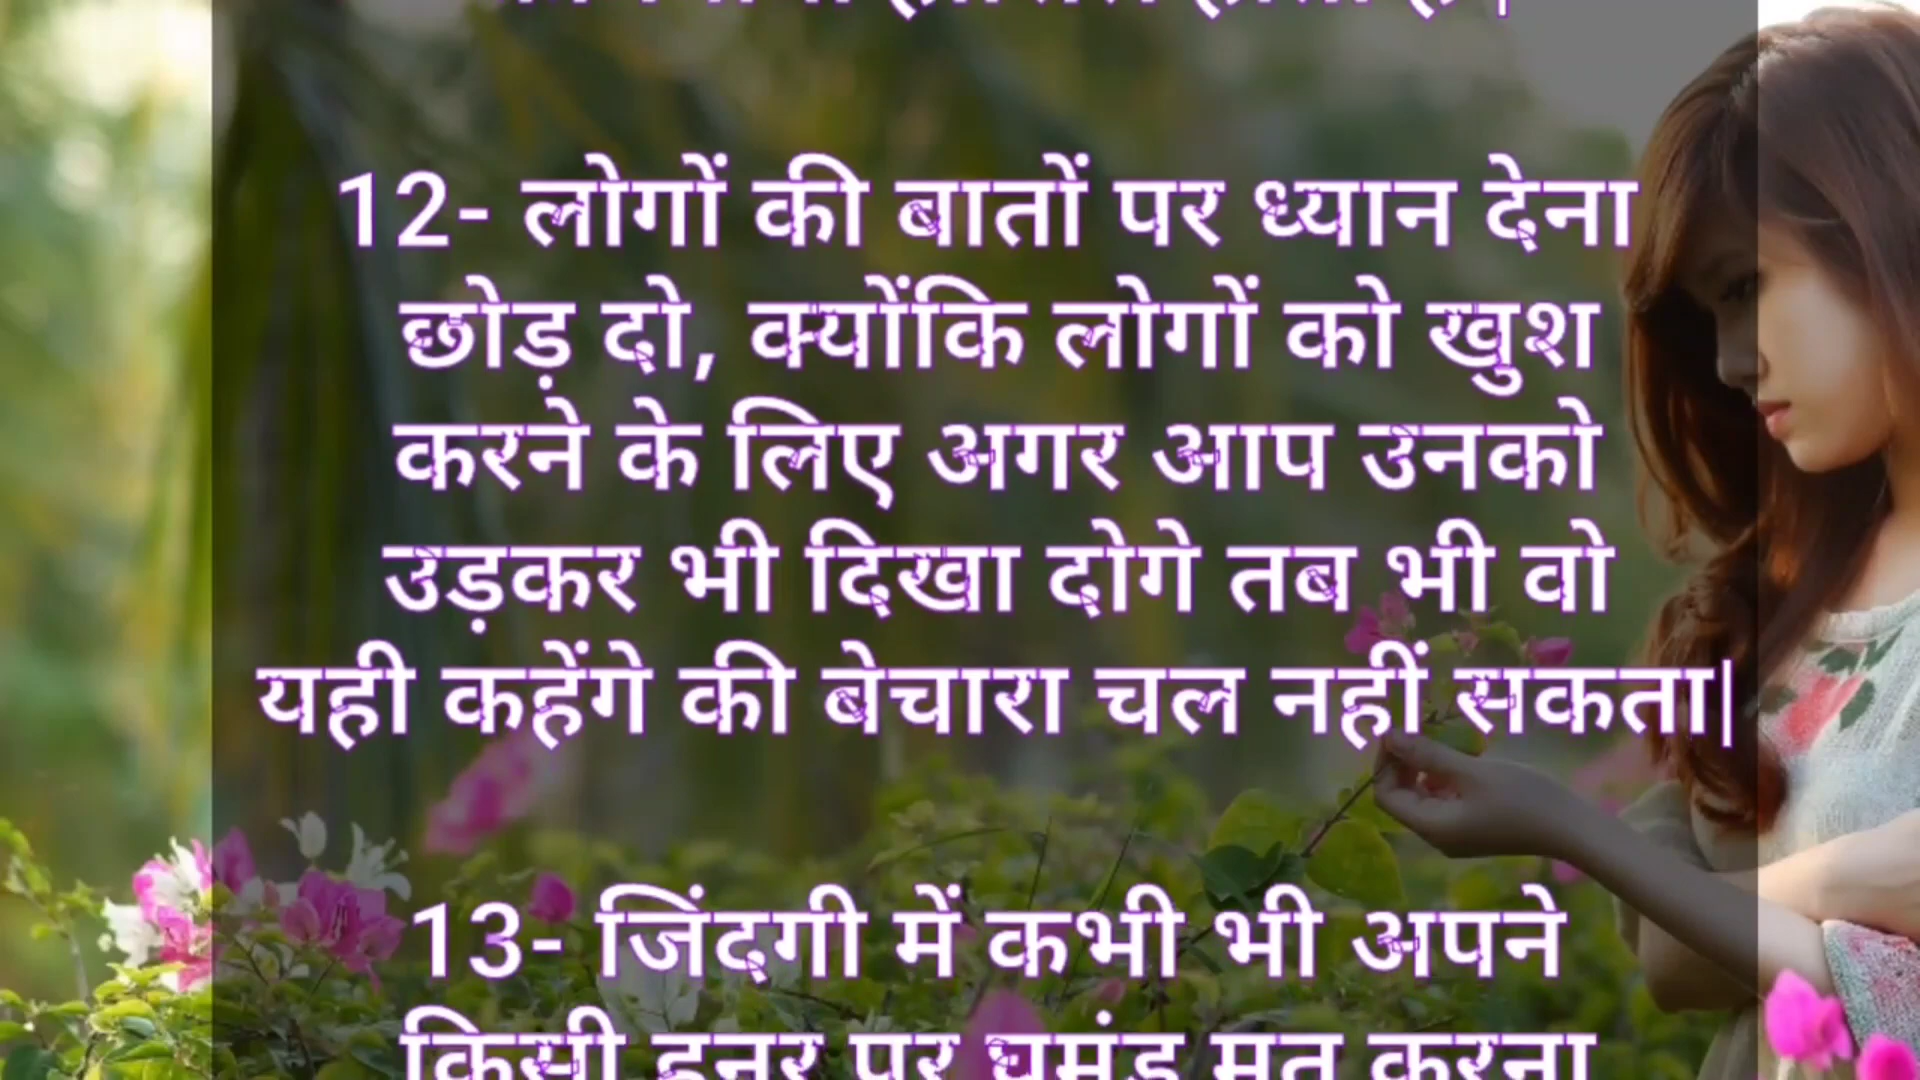 12- लोगों की बातों पर ध्यान देना
छोड़ दो, क्योंकि लोगों को खुश
करने के लिए अगर आप उनको
उड़कर भी दिखा दोगे तब भी वो
यही कहेंगे की बेचारा चल नहीं सकता|
13- जिंदगी में कभी भी अपने
किसी हुनर पर घमंड मत करना